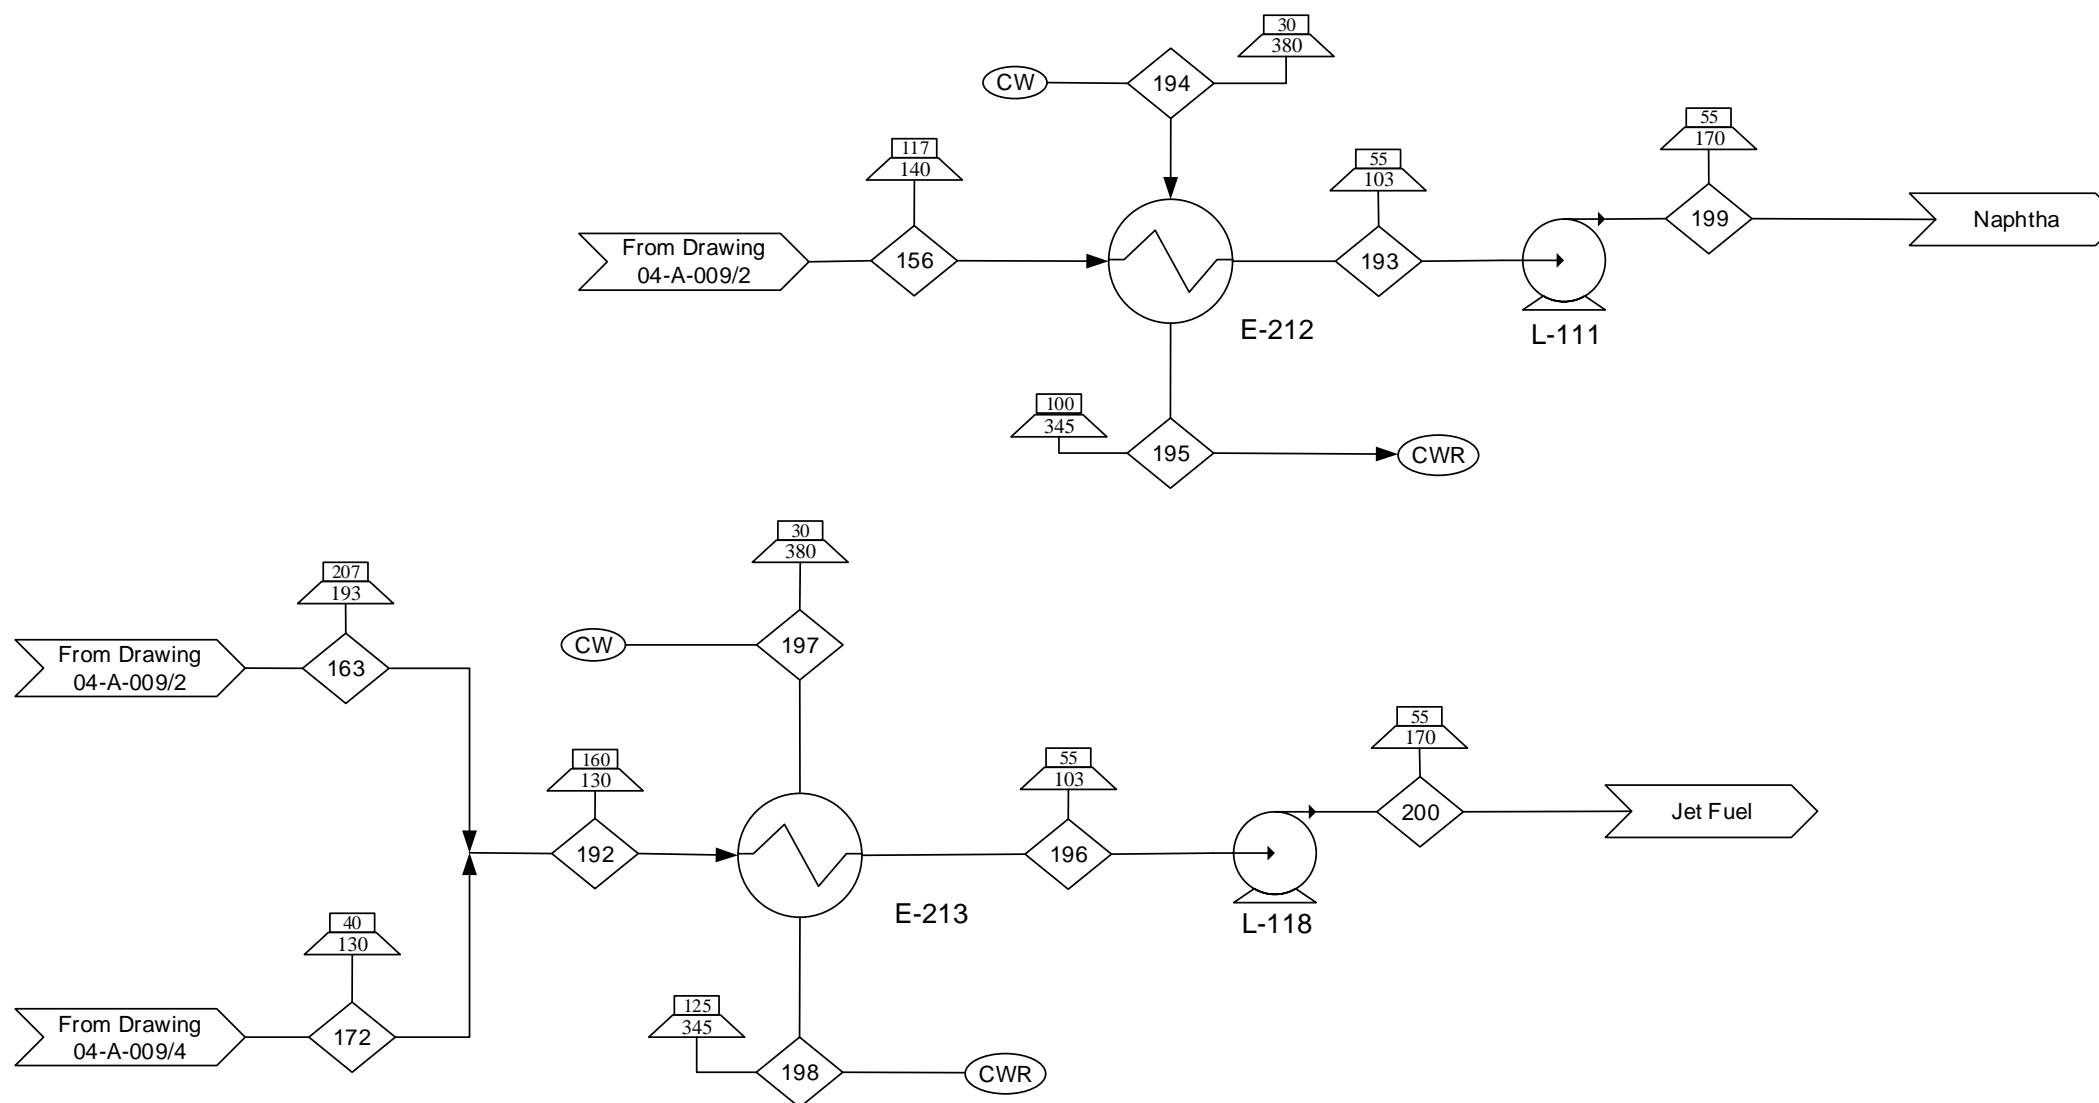 30
380
CW
194
55
170
117
140
55
103
From Drawing
04-A-009/2
156
193
199
Naphtha
E-212
L-111
100
345
195
CWR
30
380
207
193
CW
197
From Drawing
04-A-009/2
163
55
170
160
130
55
103
192
196
200
Jet Fuel
E-213
L-118
40
130
From Drawing
04-A-009/4
172
125
345
198
CWR